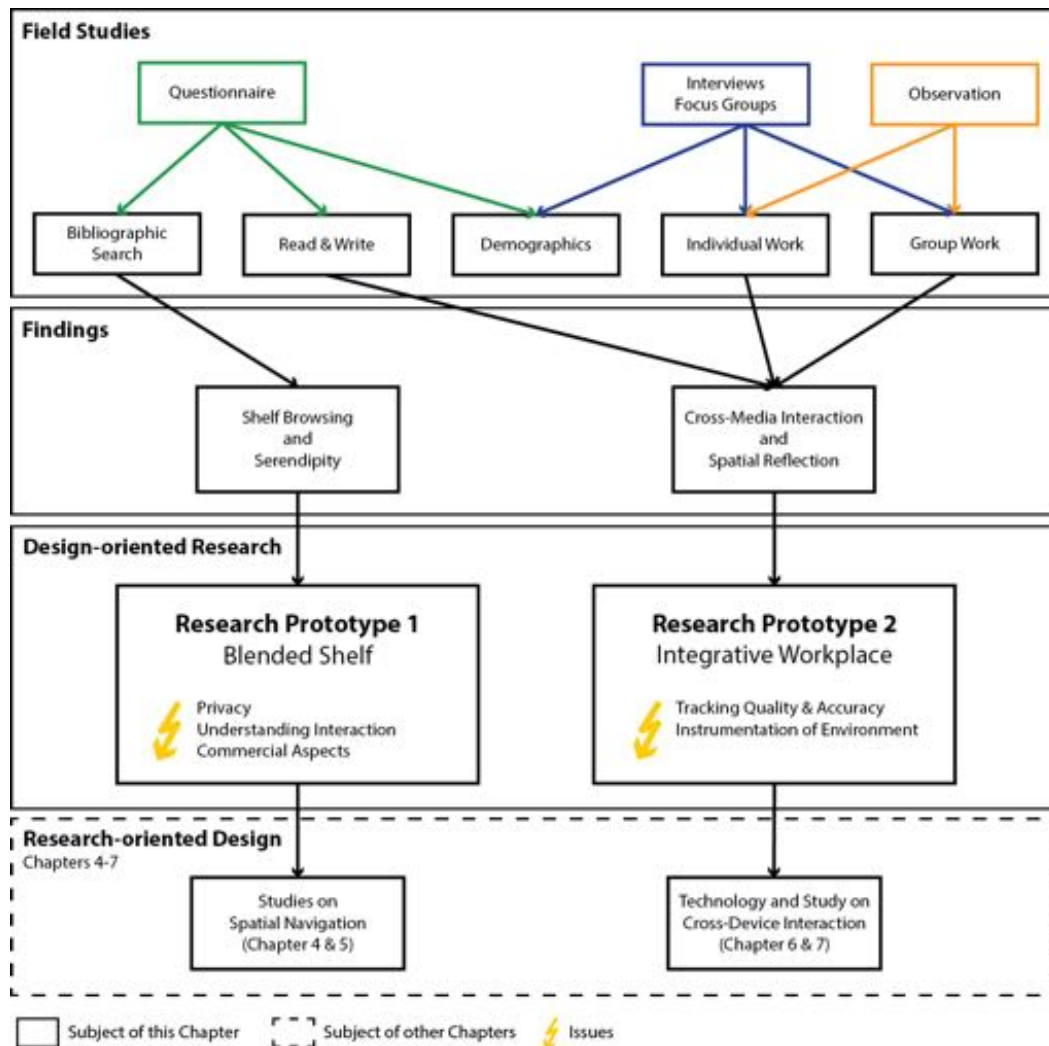 Field Studies
Questionnaire
Interviews
Focus Groups
Observation
Bibliographic
Search
Read & Write
Demographics
Individual Work
Group Work
Findings
Shelf Browsing
and
Serendipity
Cross-Media Interaction
and
Spatial Reflection
Design-oriented Research
Research Prototype 1
Blended Shelf
Privacy
Understanding Interaction
Commercial Aspects
Research Prototype 2
Integrative Workplace
Tracking Quality & Accuracy
Instrumentation of Environment
Research-oriented Design
Chapters 4-7
Studies on
Spatial Navigation
(Chapter 4 & 5)
Technology and Study on
Cross-Device Interaction
(Chapter 6 & 7)
Subject of this Chapter
Subject of other Chapters
Issues